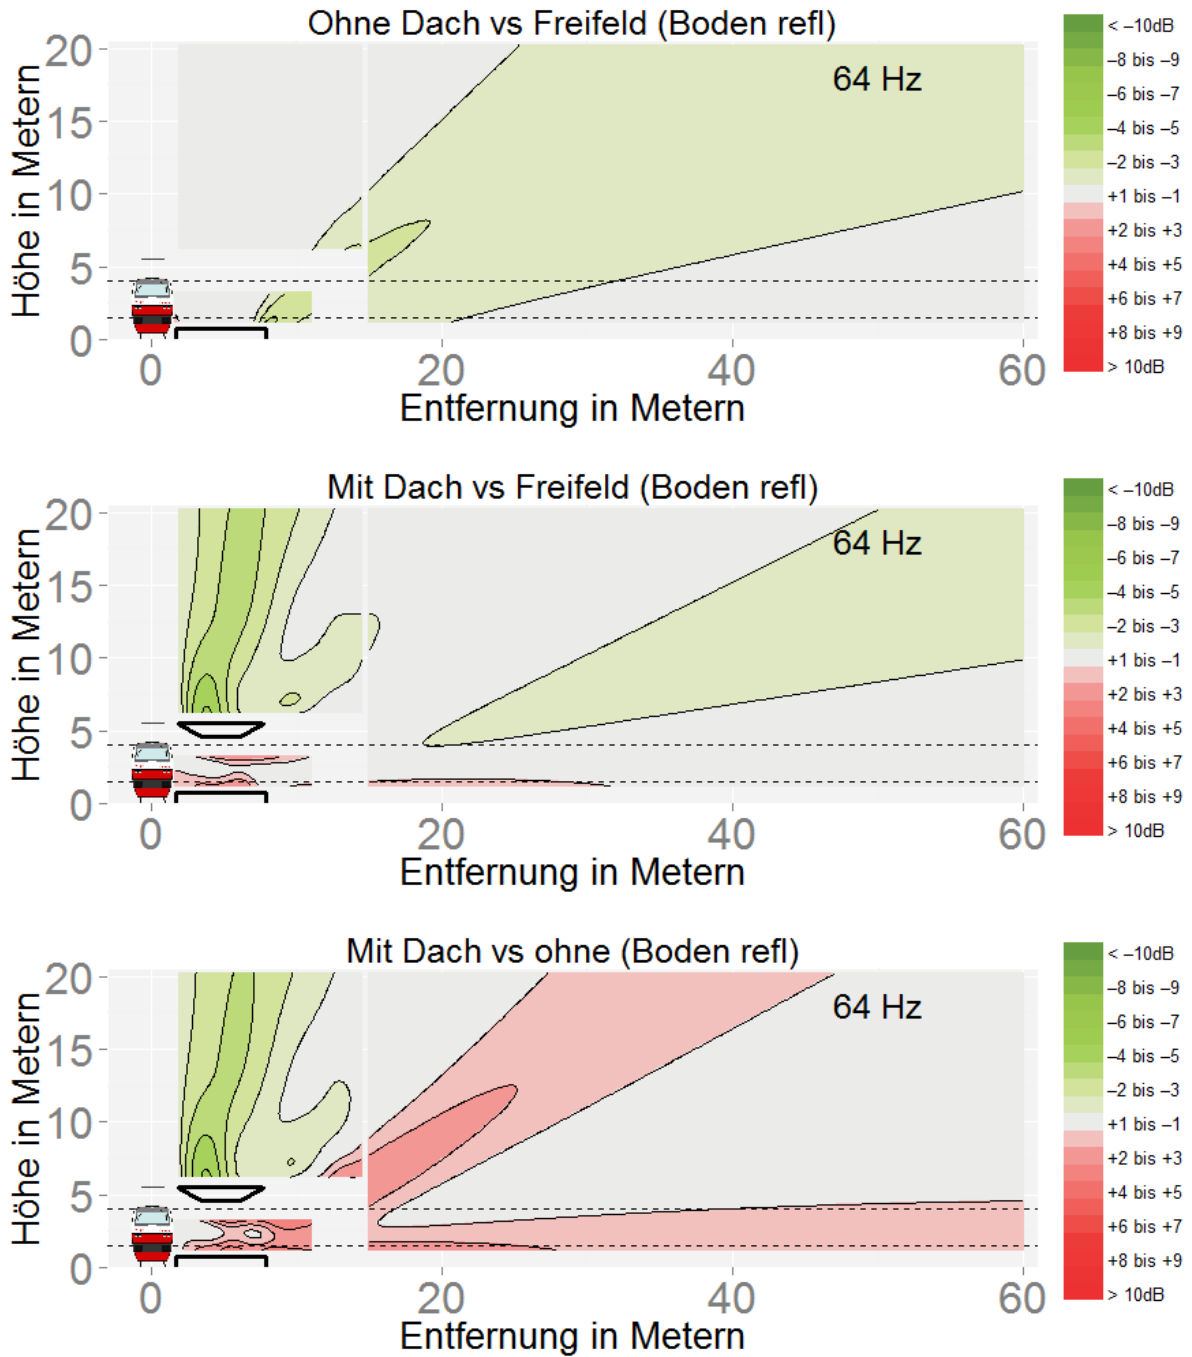 Ohne Dach vs Freifeld (Boden refl)
64 Hz
Höhe in Metern
20
15
10
5
0
0
20
40
60
Entfernung in Metern
< –10dB
–8 bis –9
–6 bis –7
–4 bis –5
–2 bis –3
+1 bis –1
+2 bis +3
+4 bis +5
+6 bis +7
+8 bis +9
> 10dB
Mit Dach vs Freifeld (Boden refl)
64 Hz
Höhe in Metern
20
15
10
5
0
0
20
40
60
Entfernung in Metern
< –10dB
–8 bis –9
–6 bis –7
–4 bis –5
–2 bis –3
+1 bis –1
+2 bis +3
+4 bis +5
+6 bis +7
+8 bis +9
> 10dB
Mit Dach vs ohne (Boden refl)
64 Hz
Höhe in Metern
20
15
10
5
0
0
20
40
60
Entfernung in Metern
< –10dB
–8 bis –9
–6 bis –7
–4 bis –5
–2 bis –3
+1 bis –1
+2 bis +3
+4 bis +5
+6 bis +7
+8 bis +9
> 10dB